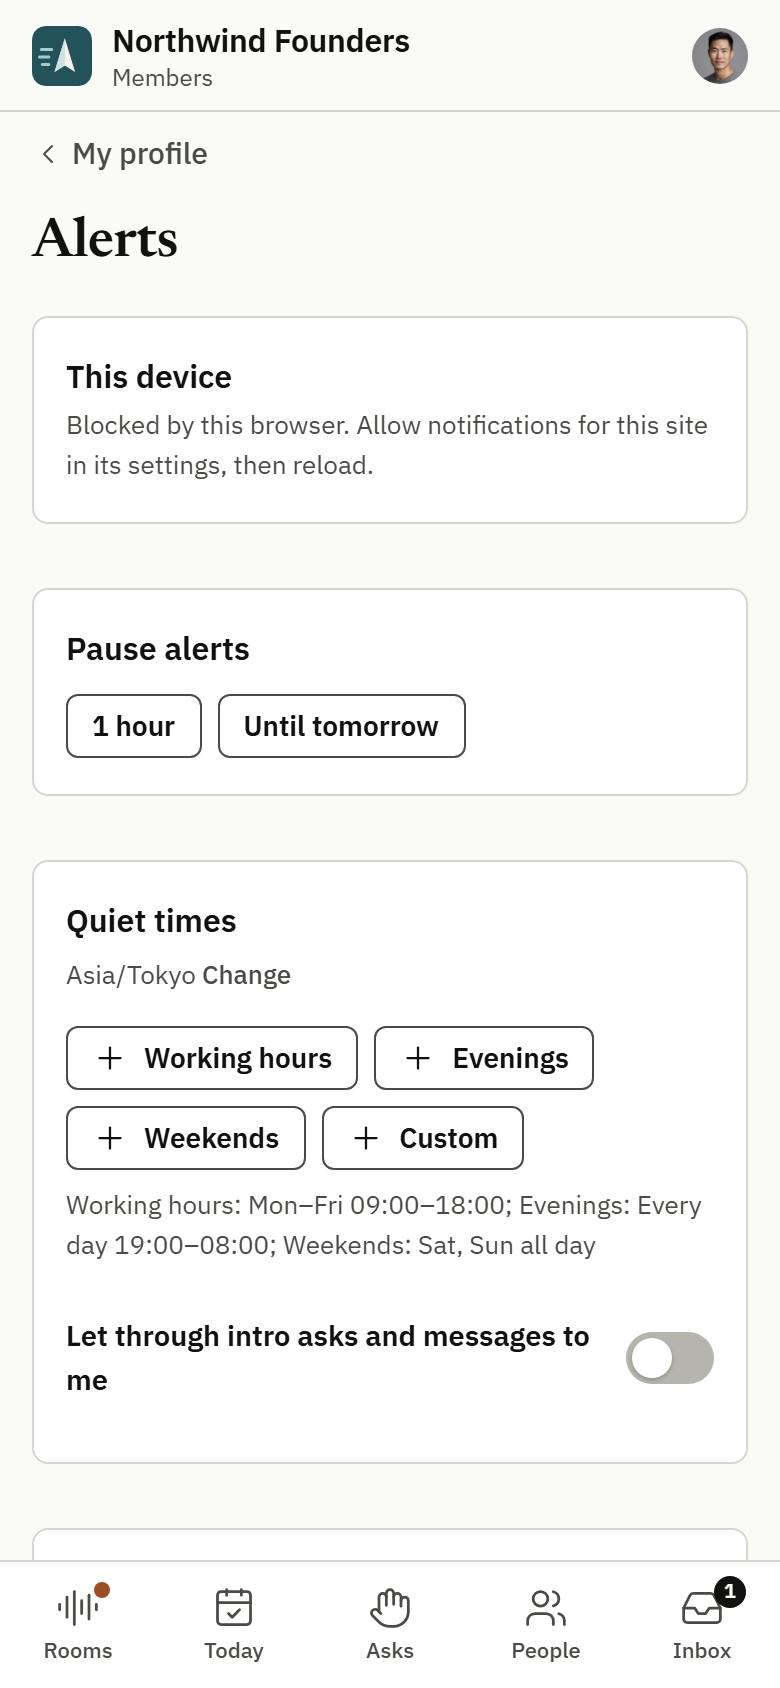 Northwind Founders
Members
My profile
Alerts
This device
Blocked by this browser. Allow notifications for this site
in its settings, then reload.
Pause alerts
1 hour
Until tomorrow
Quiet times
Asia/Tokyo Change
Working hours
Evenings
Weekends
Custom
Working hours: Mon–Fri 09:00–18:00; Evenings: Every
day 19:00–08:00; Weekends: Sat, Sun all day
Let through intro asks and messages to
me
1
Rooms
Today
Asks
People
Inbox